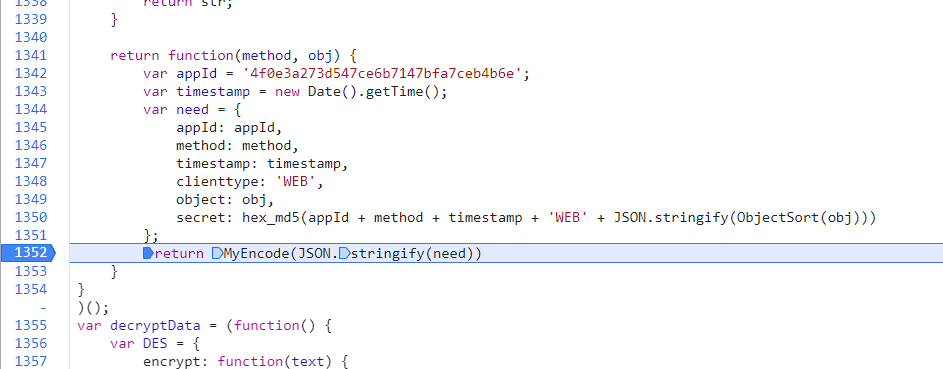 1338 return str;
1339 }
1340
1341 return function(method, obj) {
1342 var appId = '4f0e3a273d547ce6b7147bfa7ceb4b6e';
1343 var timestamp = new Date().getTime();
1344 var need = {
1345 appId: appId,
1346 method: method,
1347 timestamp: timestamp,
1348 clienttype: 'WEB',
1349 object: obj,
1350 secret: hex_md5(appId + method + timestamp + 'WEB' + JSON.stringify(ObjectSort(obj)))
1351 };
1352 return MyEncode(JSON.stringify(need))
1353 }
1354 }
- )();
1355 var decryptData = (function() {
1356 var DES = {
1357 encrypt: function(text) {